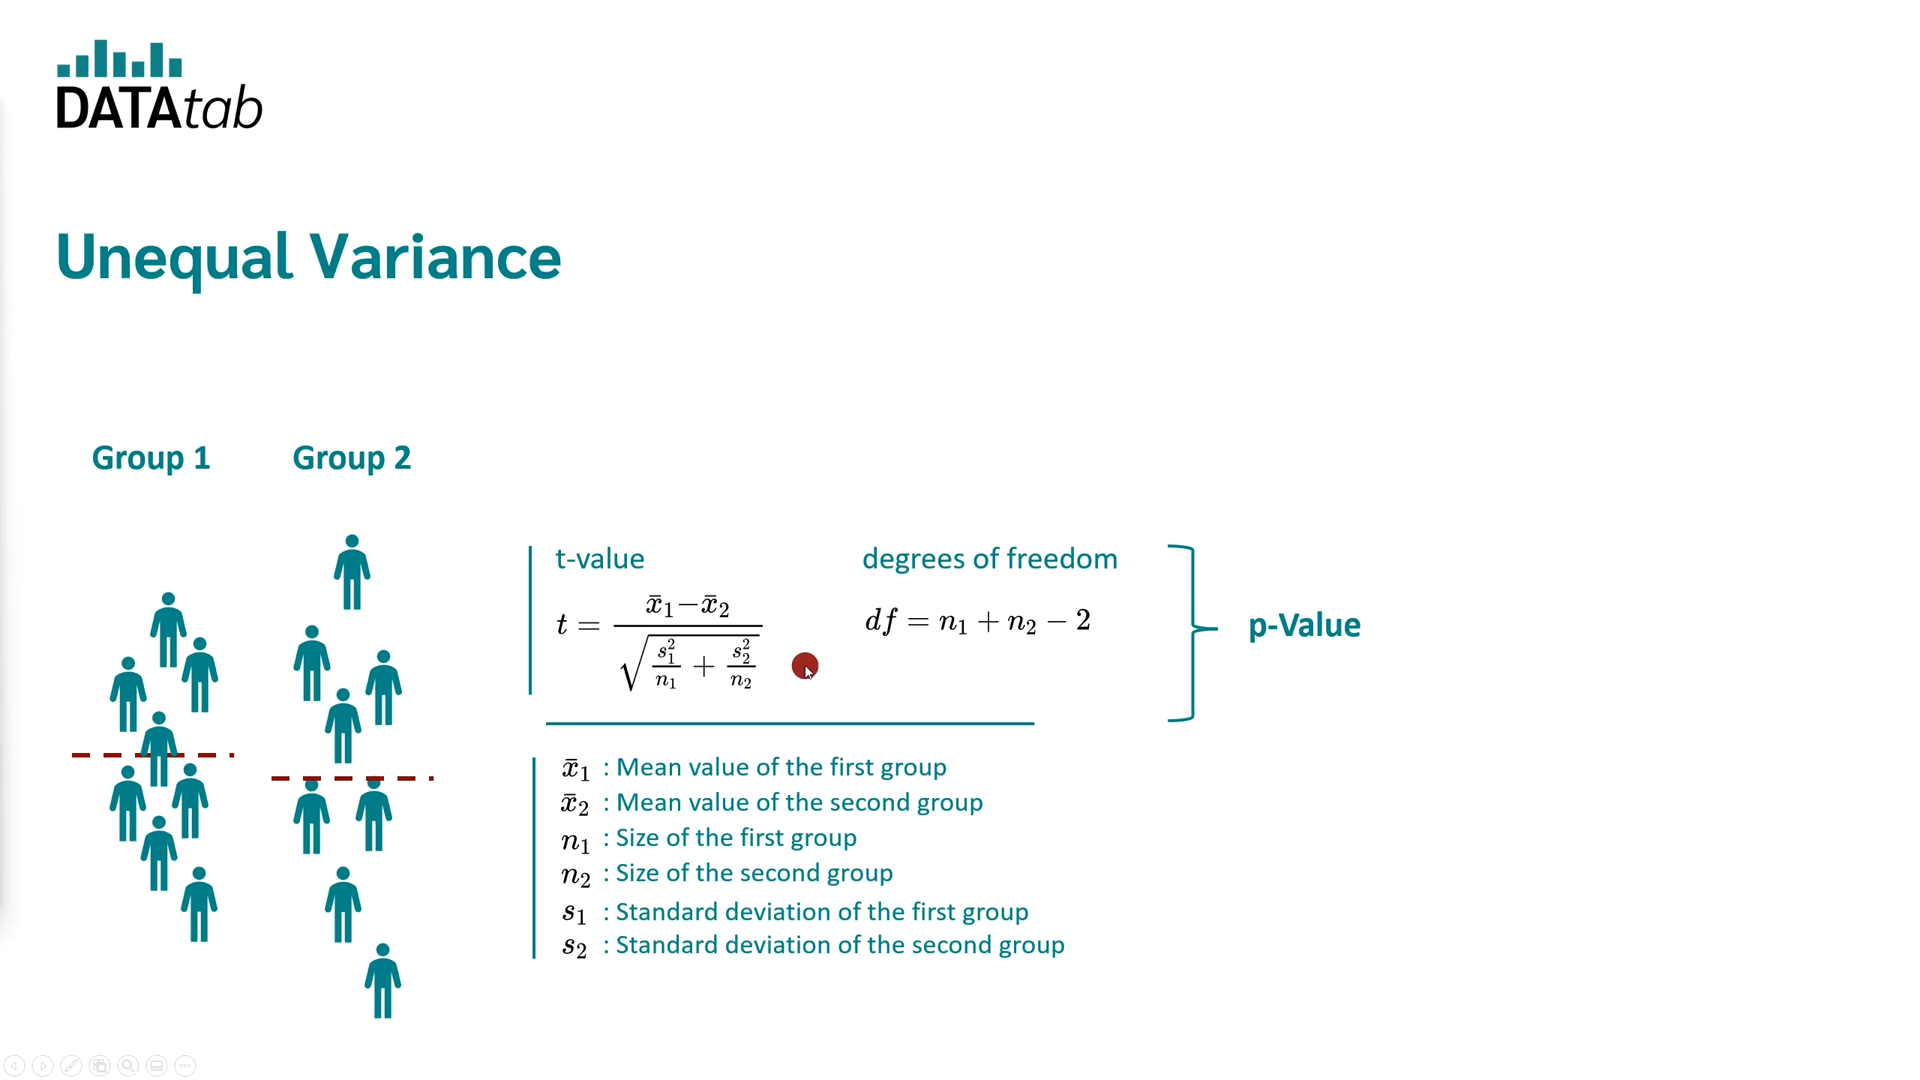 DATAtab
Unequal Variance
Group 1
Group 2
t-value
t = x̄₁−x̄₂ / √(s₁²/n₁ + s₂²/n₂)
degrees of freedom
df = n₁ + n₂ − 2
p-Value
x̄₁ : Mean value of the first group
x̄₂ : Mean value of the second group
n₁ : Size of the first group
n₂ : Size of the second group
s₁ : Standard deviation of the first group
s₂ : Standard deviation of the second group